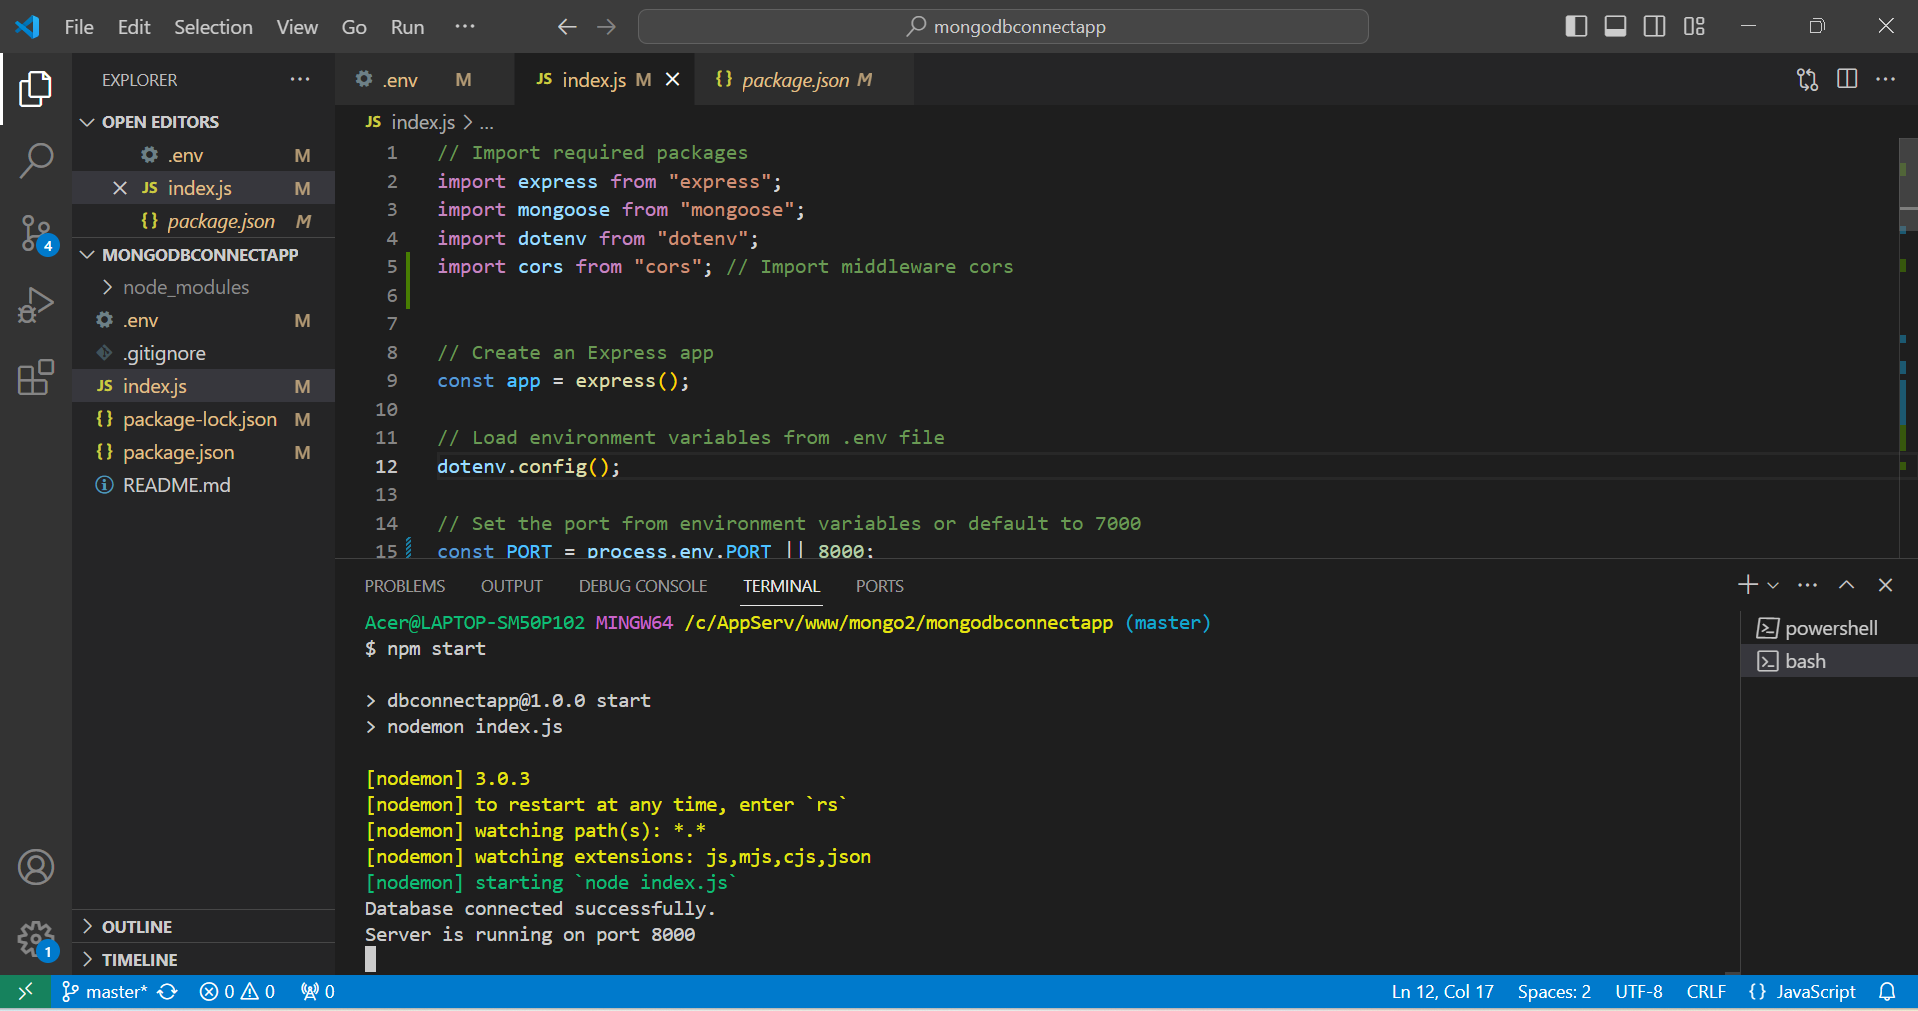 File Edit Selection View Go Run ···
mongodbconnectapp
EXPLORER ···
OPEN EDITORS
.env M
JS index.js M
{} package.json M
MONGODBCONNECTAPP
node_modules
.env M
.gitignore
JS index.js M
{} package-lock.json M
{} package.json M
README.md
OUTLINE
TIMELINE
4
1
.env M JS index.js M {} package.json M
JS index.js > ...
1 // Import required packages
2 import express from "express";
3 import mongoose from "mongoose";
4 import dotenv from "dotenv";
5 import cors from "cors"; // Import middleware cors
6
7
8 // Create an Express app
9 const app = express();
10
11 // Load environment variables from .env file
12 dotenv.config();
13
14 // Set the port from environment variables or default to 7000
15 const PORT = process.env.PORT || 8000;
PROBLEMS OUTPUT DEBUG CONSOLE TERMINAL PORTS
Acer@LAPTOP-SM50P102 MINGW64 /c/AppServ/www/mongo2/mongodbconnectapp (master)
$ npm start
> dbconnectapp@1.0.0 start
> nodemon index.js
[nodemon] 3.0.3
[nodemon] to restart at any time, enter `rs`
[nodemon] watching path(s): *.*
[nodemon] watching extensions: js,mjs,cjs,json
[nodemon] starting `node index.js`
Database connected successfully.
Server is running on port 8000
powershell
bash
master* 0 0 0 Ln 12, Col 17 Spaces: 2 UTF-8 CRLF {} JavaScript